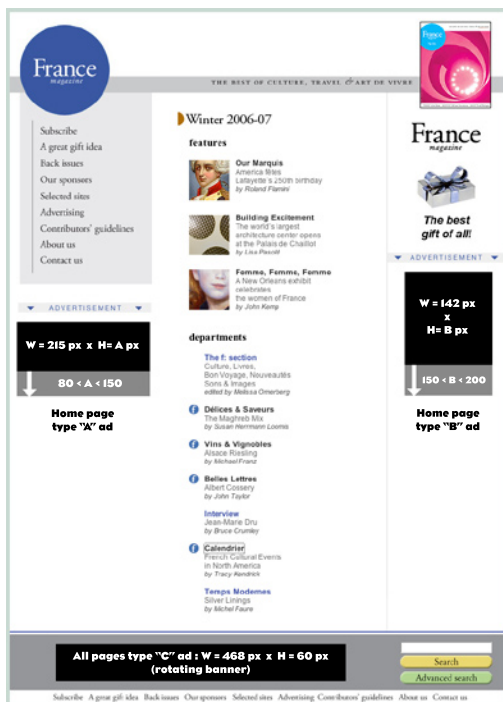 France
magazine
THE BEST OF CULTURE, TRAVEL & ART DE VIVRE
Subscribe
A great gift idea
Back issues
Our sponsors
Selected sites
Advertising
Contributors' guidelines
About us
Contact us
ADVERTISEMENT
W = 215 px x H= A px
80 < A < 150
Home page
type "A" ad
Winter 2006-07
features
Our Marquis
America fêtes
Lafayette's 250th birthday
by Roland Flamini
Building Excitement
The world's largest
architecture center opens
at the Palais de Chaillot
by Lisa
Femme, Femme, Femme
A New Orleans exhibit
celebrates
the women of France
by John Kemp
departments
The f: section
Culture, Livres,
Bon Voyage, Nouveautés
Sons & Images
edited by Melissa Omerberg
f Délices & Saveurs
The Maghreb Mix
by Susan Herrmann Loomis
f Vins & Vignobles
Alsace Riesling
by Michael Franz
f Belles Lettres
Albert Cossery
by John Taylor
Interview
Jean-Marie Dru
by Bruce Crumley
f Calendrier
French Cultural Events
in North America
by Tracy Kendrick
Temps Modernes
Silver Linings
by Michel Faure
France
France
magazine
The best
gift of all!
ADVERTISEMENT
W = 142 px
x
H= B px
150 < B < 200
Home page
type "B" ad
All pages type "C" ad : W = 468 px x H = 60 px
(rotating banner)
Search
Advanced search
Subscribe A great gift idea Back issues Our sponsors Selected sites Advertising Contributors' guidelines About us Contact us